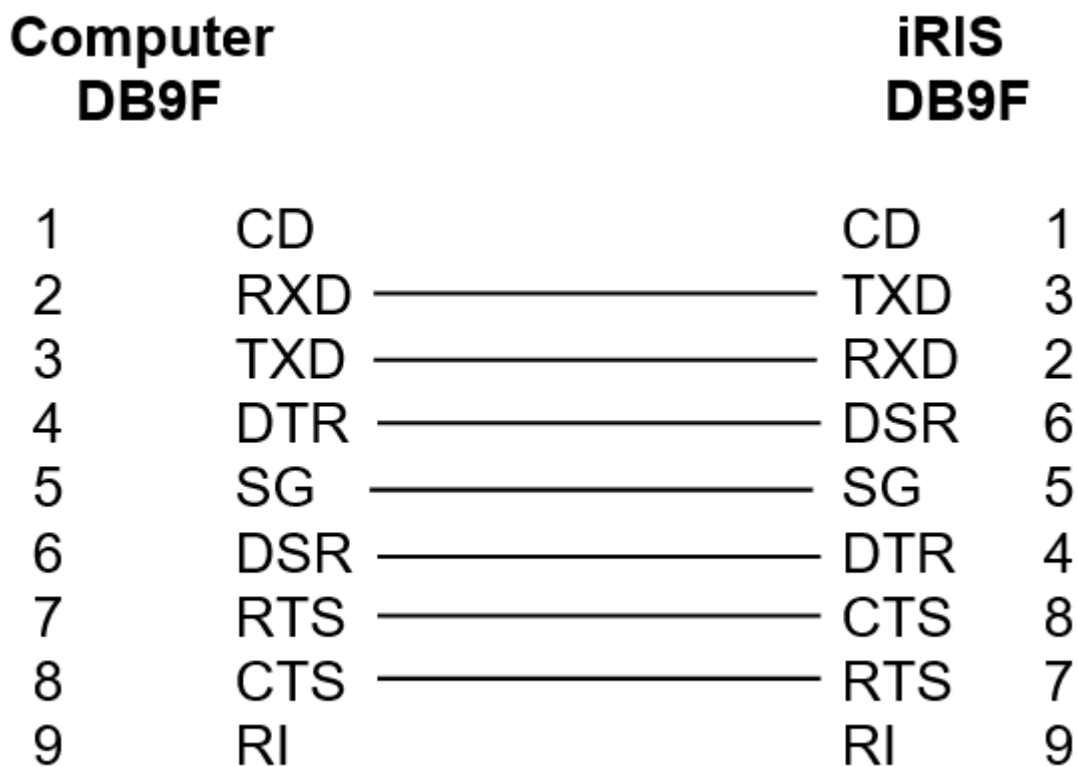 Computer iRIS
DB9F DB9F
1 CD CD 1
2 RXD TXD 3
3 TXD RXD 2
4 DTR DSR 6
5 SG SG 5
6 DSR DTR 4
7 RTS CTS 8
8 CTS RTS 7
9 RI RI 9